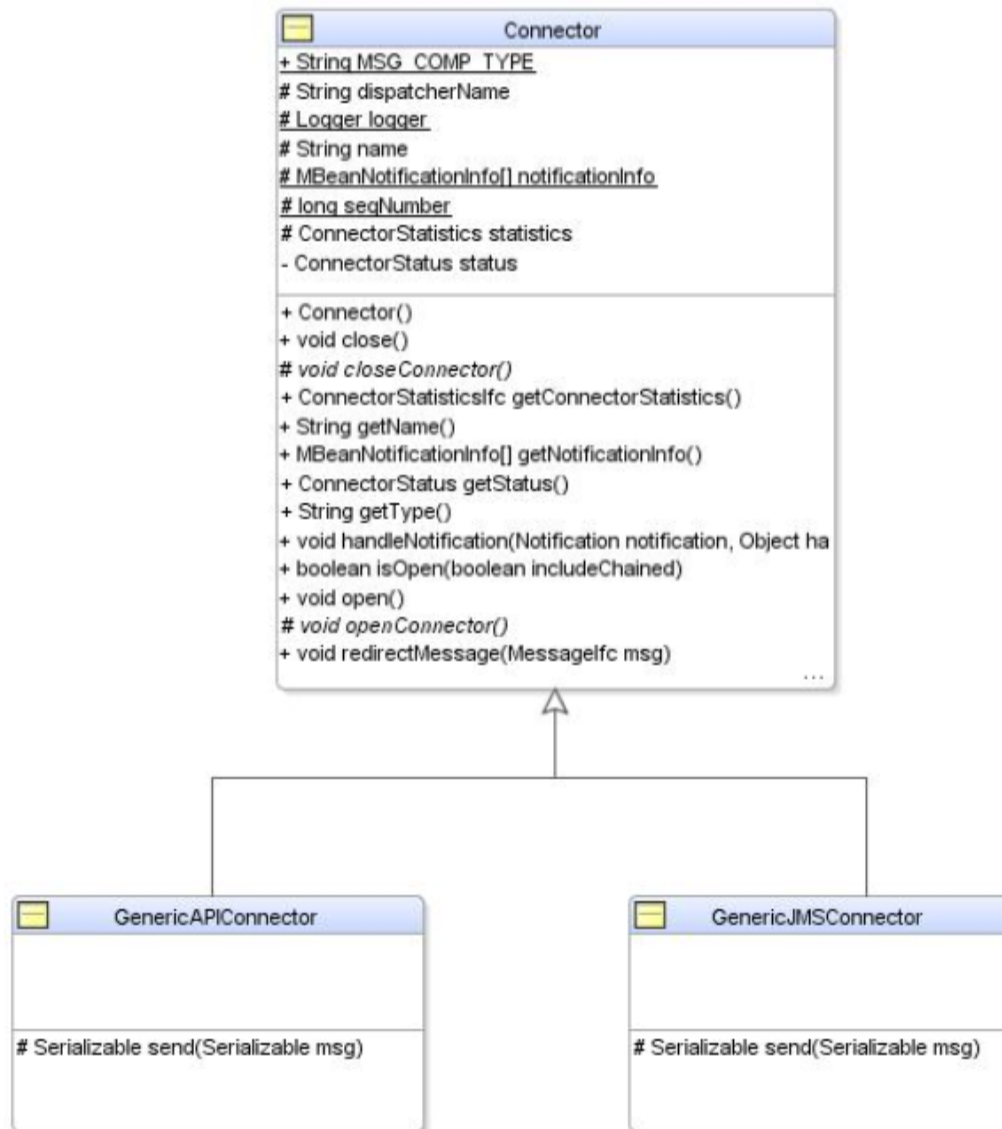 Connector
+ String MSG_COMP_TYPE
# String dispatcherName
# Logger logger
# String name
# MBeanNotificationInfo[] notificationInfo
# long seqNumber
# ConnectorStatistics statistics
- ConnectorStatus status
+ Connector()
+ void close()
# void closeConnector()
+ ConnectorStatisticsIfc getConnectorStatistics()
+ String getName()
+ MBeanNotificationInfo[] getNotificationInfo()
+ ConnectorStatus getStatus()
+ String getType()
+ void handleNotification(Notification notification, Object ha
+ boolean isOpen(boolean includeChained)
+ void open()
# void openConnector()
+ void redirectMessage(MessageIfc msg)
...
GenericAPIConnector
# Serializable send(Serializable msg)
GenericJMSConnector
# Serializable send(Serializable msg)